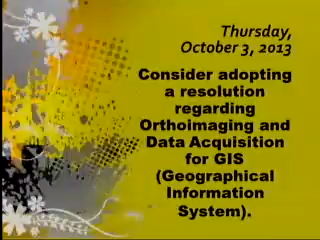 Thursday,
October 3, 2013
Consider adopting
a resolution
regarding
Orthoimaging and
Data Acquisition
for GIS
(Geographical
Information
System).